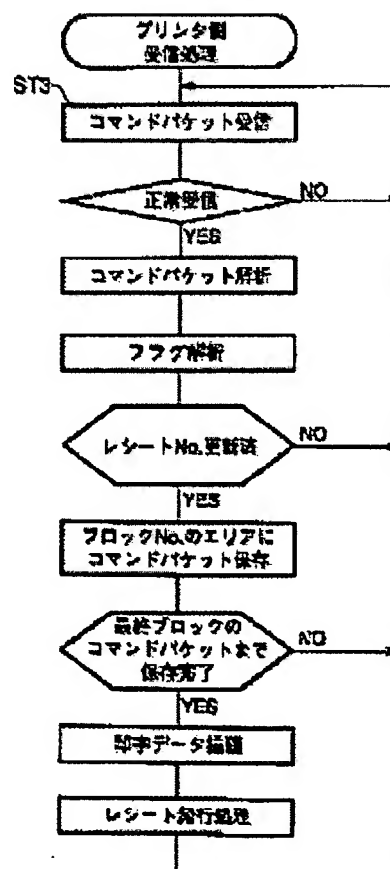 プリンタ側
受信処理
ST3
コマンドパケット受信
正常受信
NO
YES
コマンドパケット解析
フラグ解析
レシートNo.更新済
NO
YES
ブロックNo.のエリアに
コマンドパケット保存
最終ブロックの
コマンドパケットまで
保存完了
NO
YES
印字データ描画
レシート発行処理